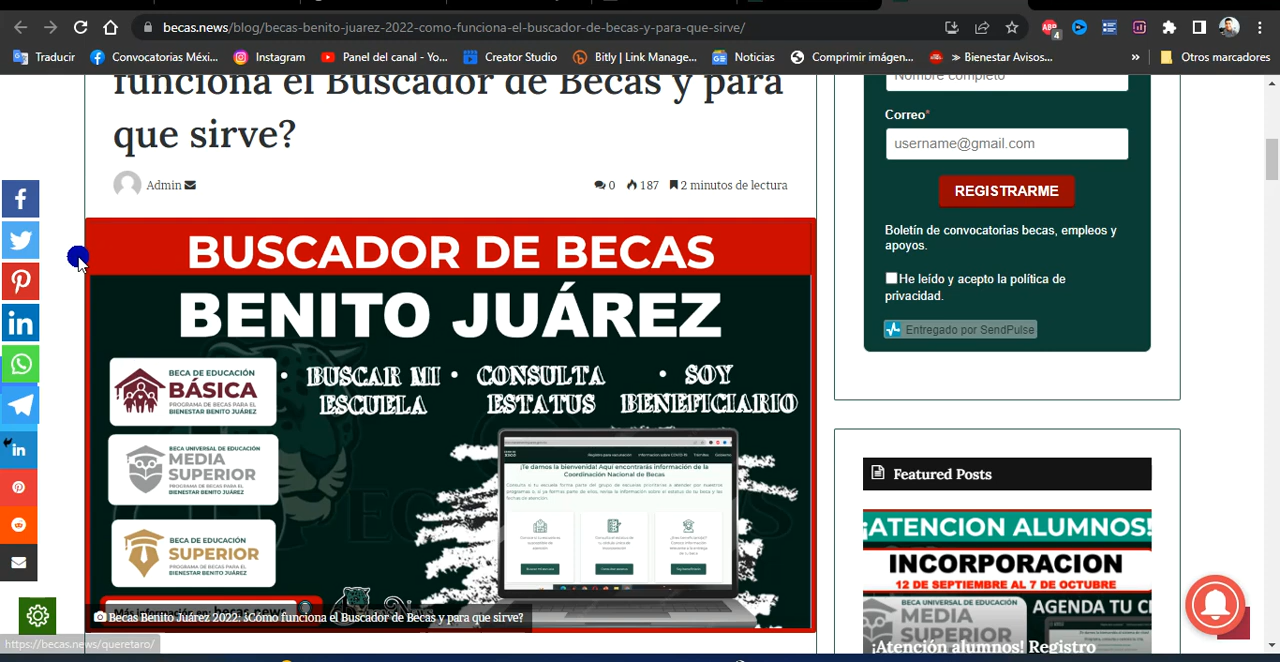 becas.news/blog/becas-benito-juarez-2022-como-funciona-el-buscador-de-becas-y-para-que-sirve/
4
Traducir
Convocatorias Méxi...
Instagram
Panel del canal - Yo...
Creator Studio
Bitly | Link Manage...
Noticias
Comprimir imágen...
≫ Bienestar Avisos...
»
Otros marcadores
funciona el Buscador de Becas y para
que sirve?
Admin
0
187
2 minutos de lectura
BUSCADOR DE BECAS
BENITO JUÁREZ
BECA DE EDUCACIÓN
BÁSICA
PROGRAMA DE BECAS PARA EL
BIENESTAR BENITO JUÁREZ
BECA UNIVERSAL DE EDUCACIÓN
MEDIA
SUPERIOR
PROGRAMA DE BECAS PARA EL
BIENESTAR BENITO JUÁREZ
BECA DE EDUCACIÓN
SUPERIOR
PROGRAMA DE BECAS PARA EL
BIENESTAR BENITO JUÁREZ
• BUSCAR MI
ESCUELA
• CONSULTA
ESTATUS
• SOY
BENEFICIARIO
¡Te damos la bienvenida! Aquí encontrarás información de la
Coordinación Nacional de Becas
Más información en: becas.news
Becas Benito Juárez 2022: ¿Cómo funciona el Buscador de Becas y para que sirve?
Nombre completo
Correo*
username@gmail.com
REGISTRARME
Boletín de convocatorias becas, empleos y
apoyos.
He leído y acepto la política de
privacidad.
Entregado por SendPulse
Featured Posts
¡ATENCION ALUMNOS!
INCORPORACION
12 DE SEPTIEMBRE AL 7 DE OCTUBRE
BECA UNIVERSAL DE EDUCACIÓN
MEDIA
AGENDA TU CI
¡Atención alumnos! Registro
https://becas.news/queretaro/